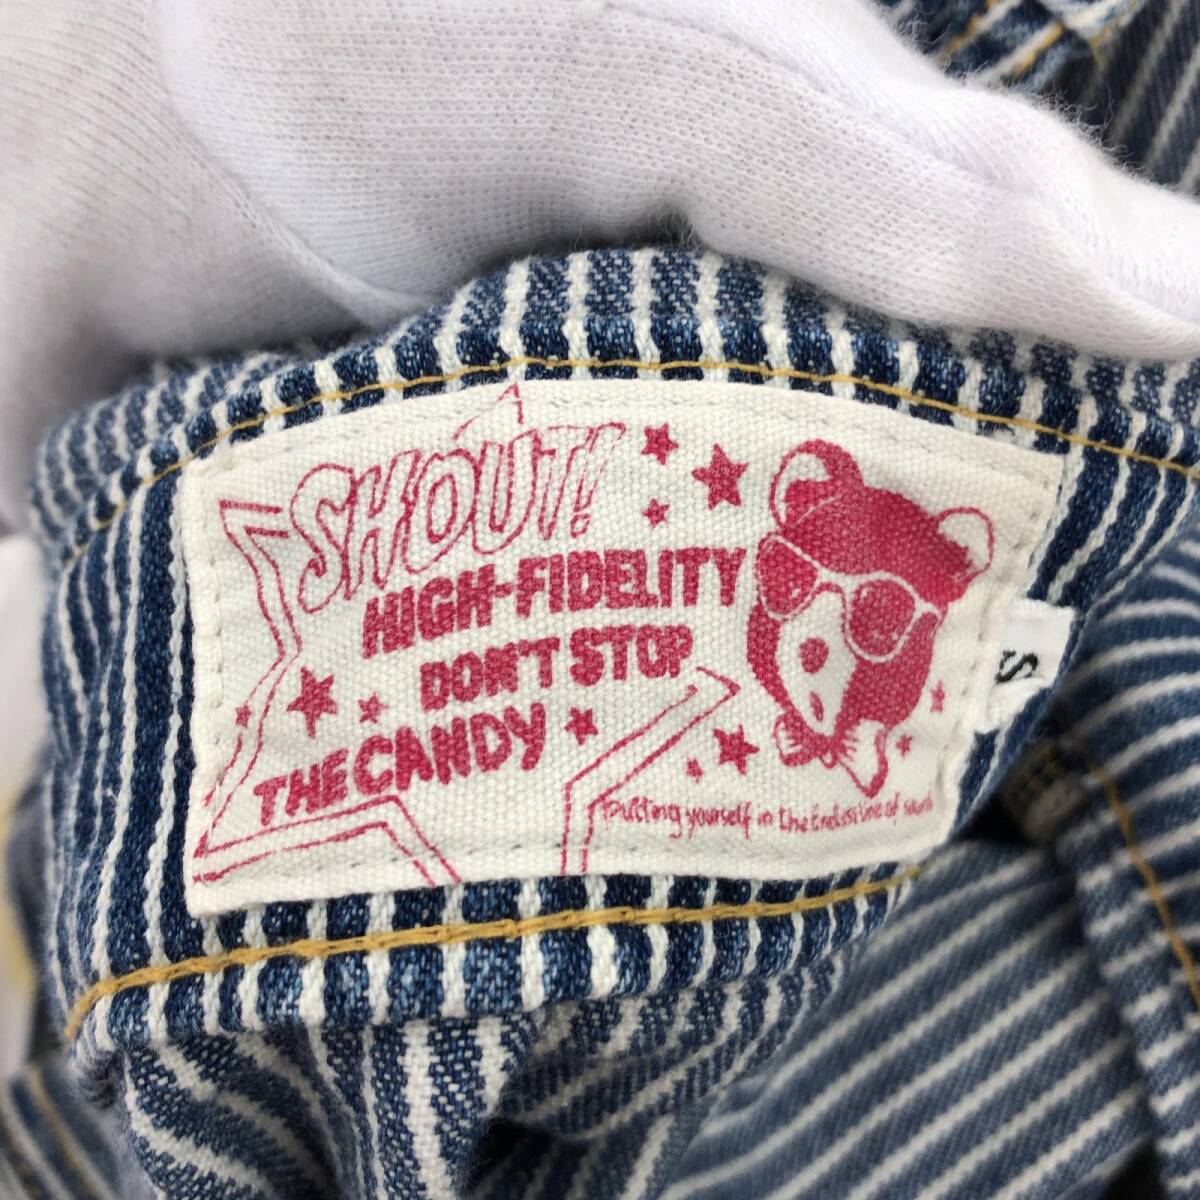 SHOUT!
HIGH-FIDELITY
DON'T STOP
THE CANDY
putting yourself in the Endless line of sound
S